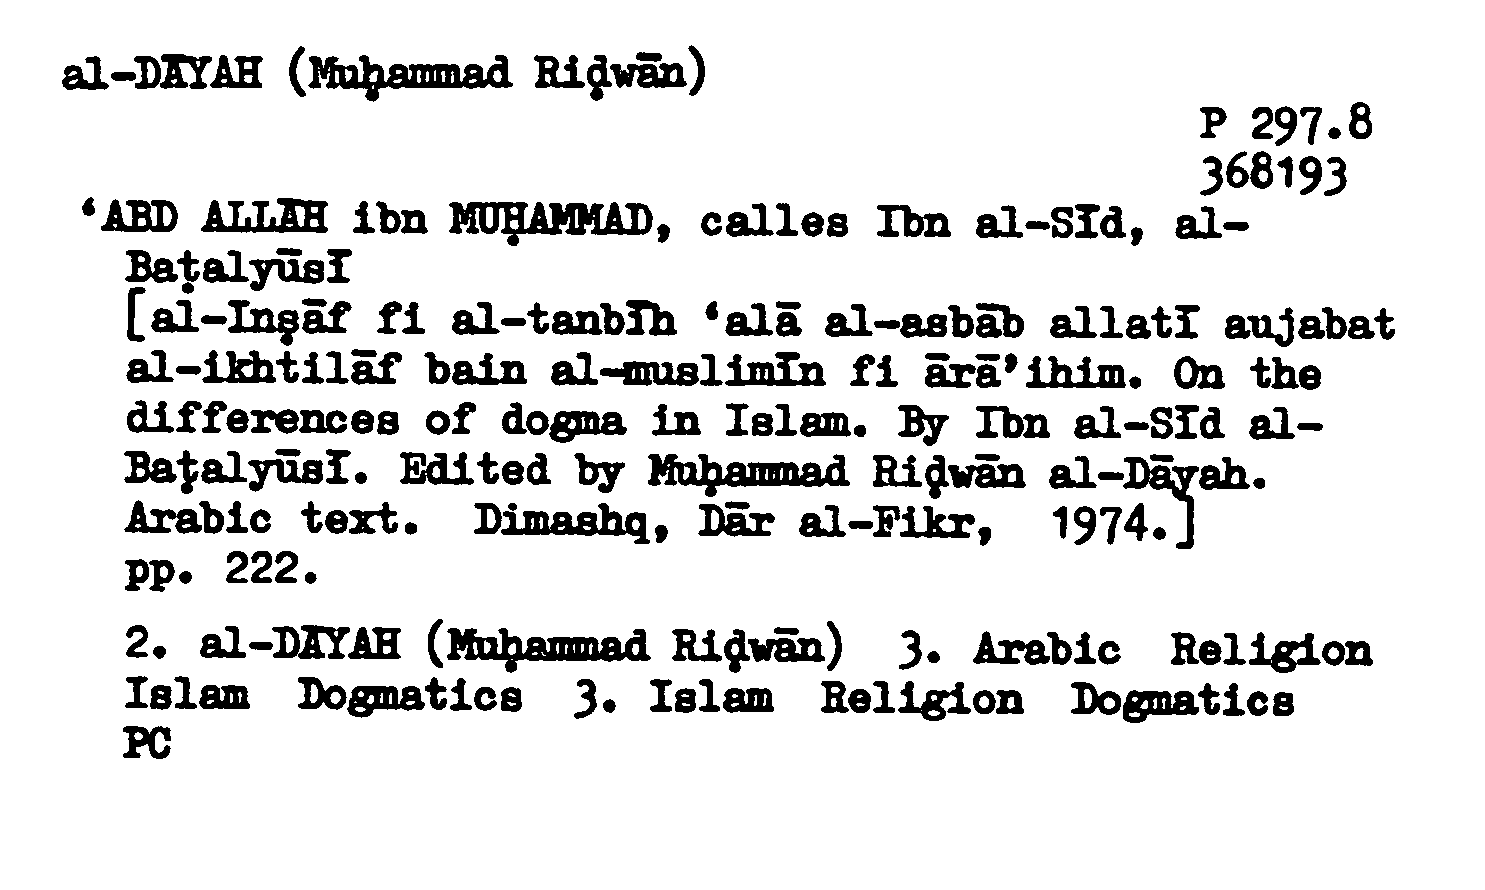 al-DĀYAH (Muḥammad Riḍwān)
P 297.8
368193
‘ABD ALLĀH ibn MUḤAMMAD, calles Ibn al-Sīd, al-
Baṭalyūsī
[al-Inṣāf fi al-tanbīh ‘alā al-asbāb allatī aujabat
al-ikhtilāf bain al-muslimīn fi ārā’ihim. On the
differences of dogma in Islam. By Ibn al-Sīd al-
Baṭalyūsī. Edited by Muḥammad Riḍwān al-Dāyah.
Arabic text. Dimashq, Dār al-Fikr, 1974.]
pp. 222.
2. al-DĀYAH (Muḥammad Riḍwān) 3. Arabic Religion
Islam Dogmatics 3. Islam Religion Dogmatics
PC